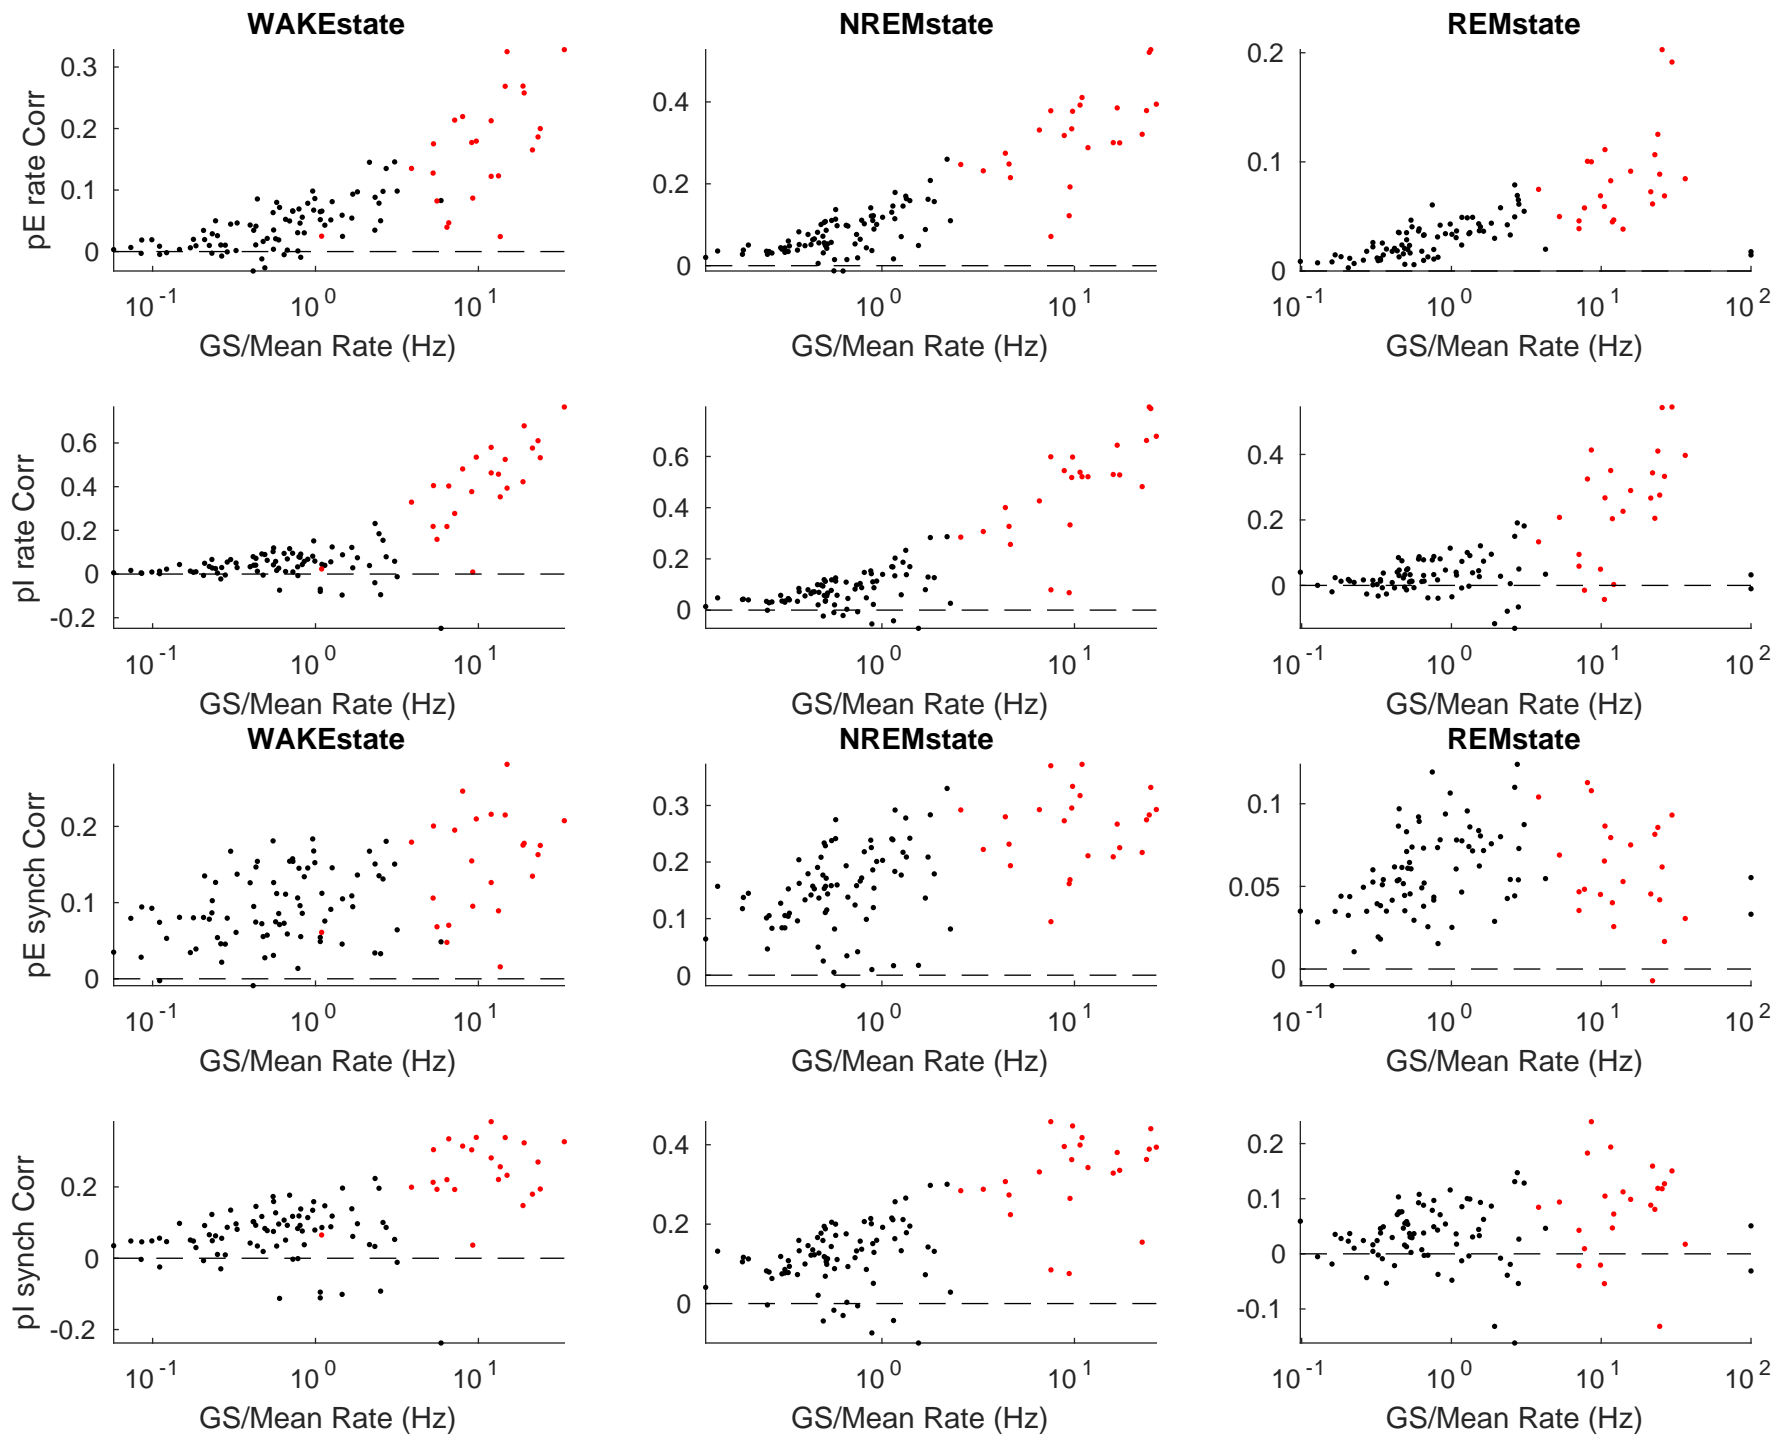 WAKEstate NREMstate REMstate
pE rate Corr
0.3 0.2 0.1 0
0.4 0.2 0
0.2 0.1 0
10^-1 10^0 10^1
10^0 10^1
10^-1 10^0 10^1 10^2
GS/Mean Rate (Hz) GS/Mean Rate (Hz) GS/Mean Rate (Hz)
pI rate Corr
0.6 0.4 0.2 0 -0.2
0.6 0.4 0.2 0
0.4 0.2 0
10^-1 10^0 10^1
10^0 10^1
10^-1 10^0 10^1 10^2
GS/Mean Rate (Hz) GS/Mean Rate (Hz) GS/Mean Rate (Hz)
WAKEstate NREMstate REMstate
pE synch Corr
0.2 0.1 0
0.3 0.2 0.1 0
0.1 0.05 0
10^-1 10^0 10^1
10^0 10^1
10^-1 10^0 10^1 10^2
GS/Mean Rate (Hz) GS/Mean Rate (Hz) GS/Mean Rate (Hz)
pI synch Corr
0.2 0 -0.2
0.4 0.2 0
0.2 0.1 0 -0.1
10^-1 10^0 10^1
10^0 10^1
10^-1 10^0 10^1 10^2
GS/Mean Rate (Hz) GS/Mean Rate (Hz) GS/Mean Rate (Hz)